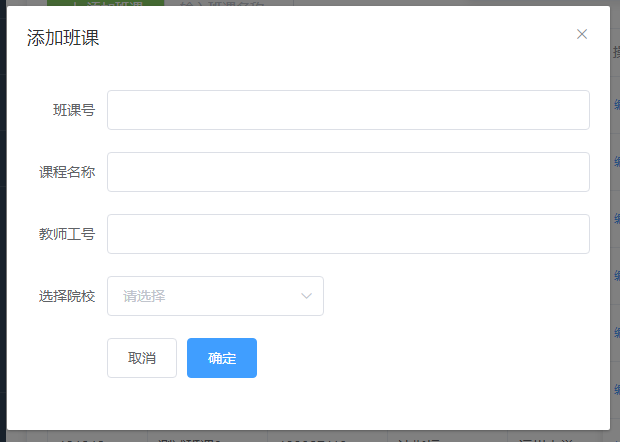 添加班课
班课号
课程名称
教师工号
选择院校
请选择
取消
确定